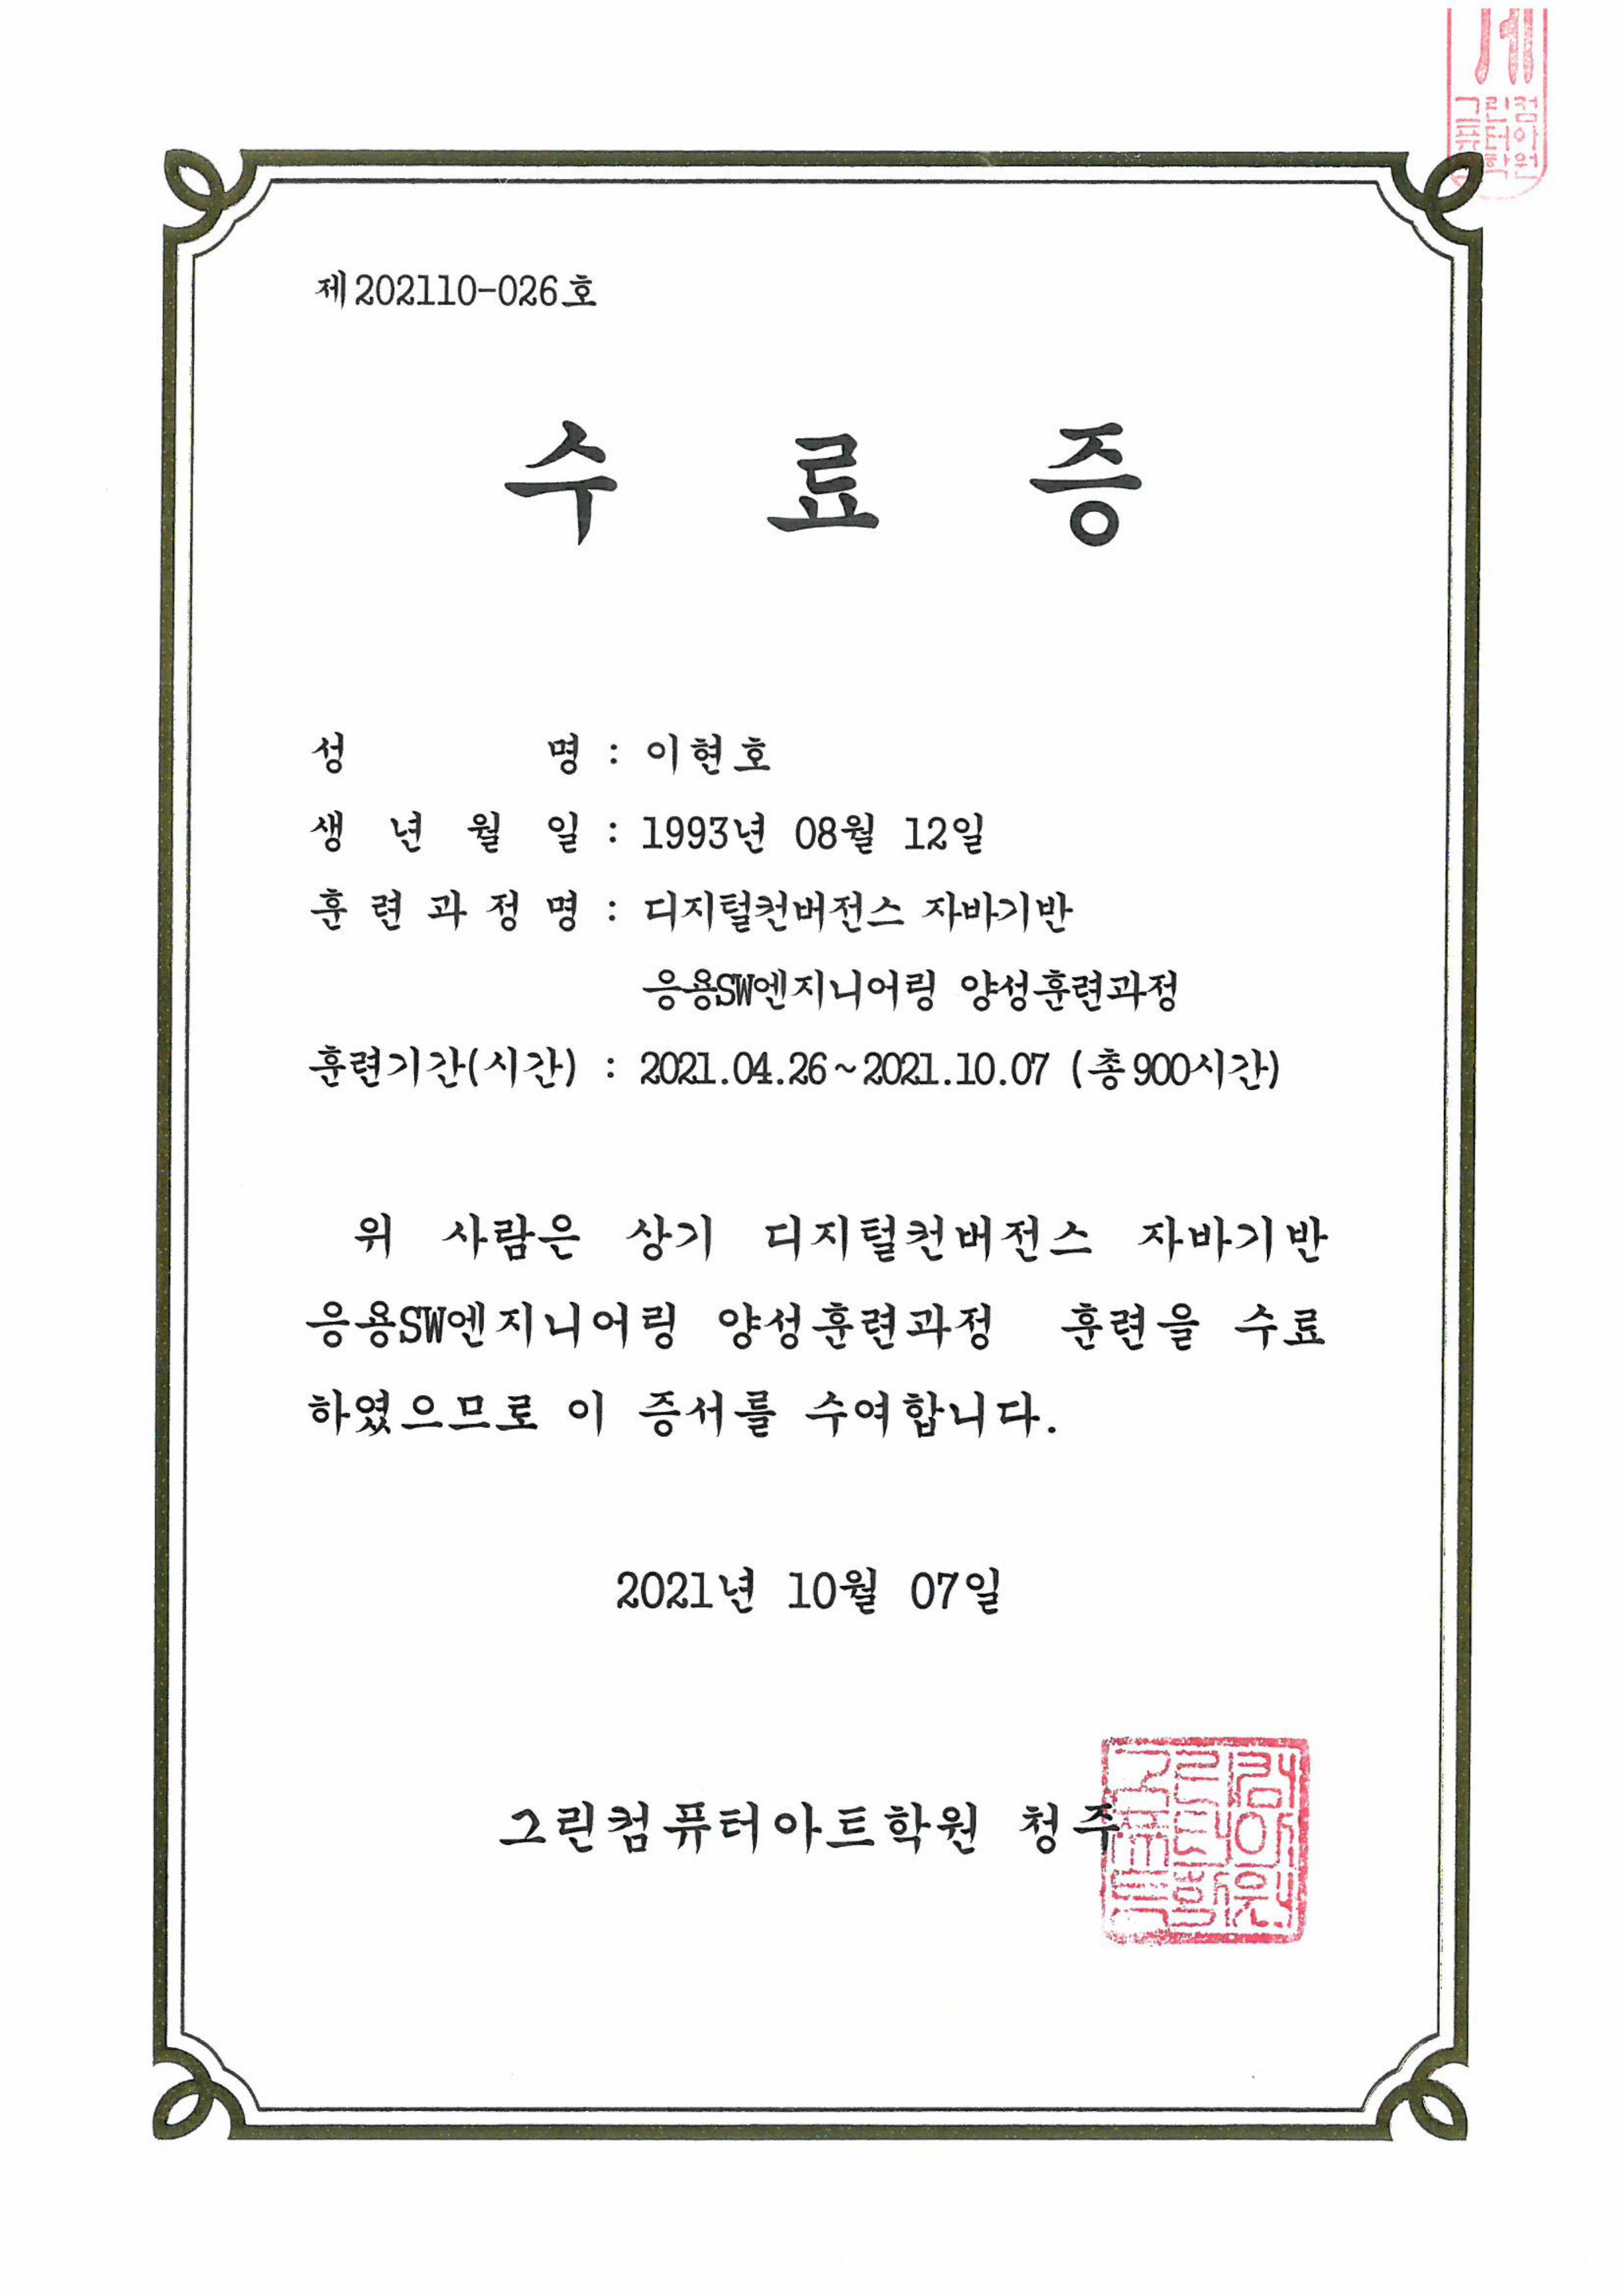 계
그린컴
퓨터아
학원
제202110-026호
수 료 증
성 명 : 이현호
생 년 월 일 : 1993년 08월 12일
훈 련 과 정 명 : 디지털컨버전스 자바기반
응용SW엔지니어링 양성훈련과정
훈련기간(시간) : 2021.04.26~2021.10.07 (총900시간)
위 사람은 상기 디지털컨버전스 자바기반
응용SW엔지니어링 양성훈련과정 훈련을 수료
하였으므로 이 증서를 수여합니다.
2021년 10월 07일
그린컴퓨터아트학원 청주
그린컴
퓨터아
트학원